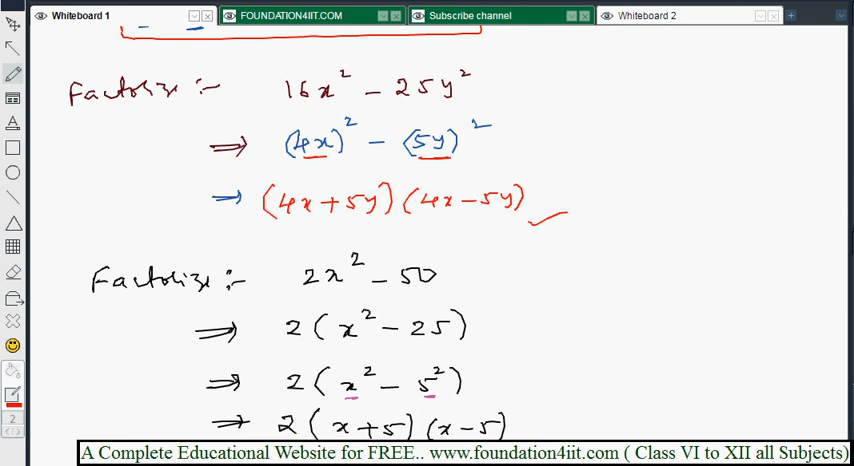 Whiteboard 1 FOUNDATION4IIT.COM Subscribe channel Whiteboard 2
Factorize :- 16x² - 25y²
⇒ (4x)² - (5y)²
⇒ (4x+5y)(4x-5y)
Factorize :- 2x² - 50
⇒ 2(x² - 25)
⇒ 2(x² - 5²)
⇒ 2(x+5)(x-5)
2
A Complete Educational Website for FREE.. www.foundation4iit.com ( Class VI to XII all Subjects)